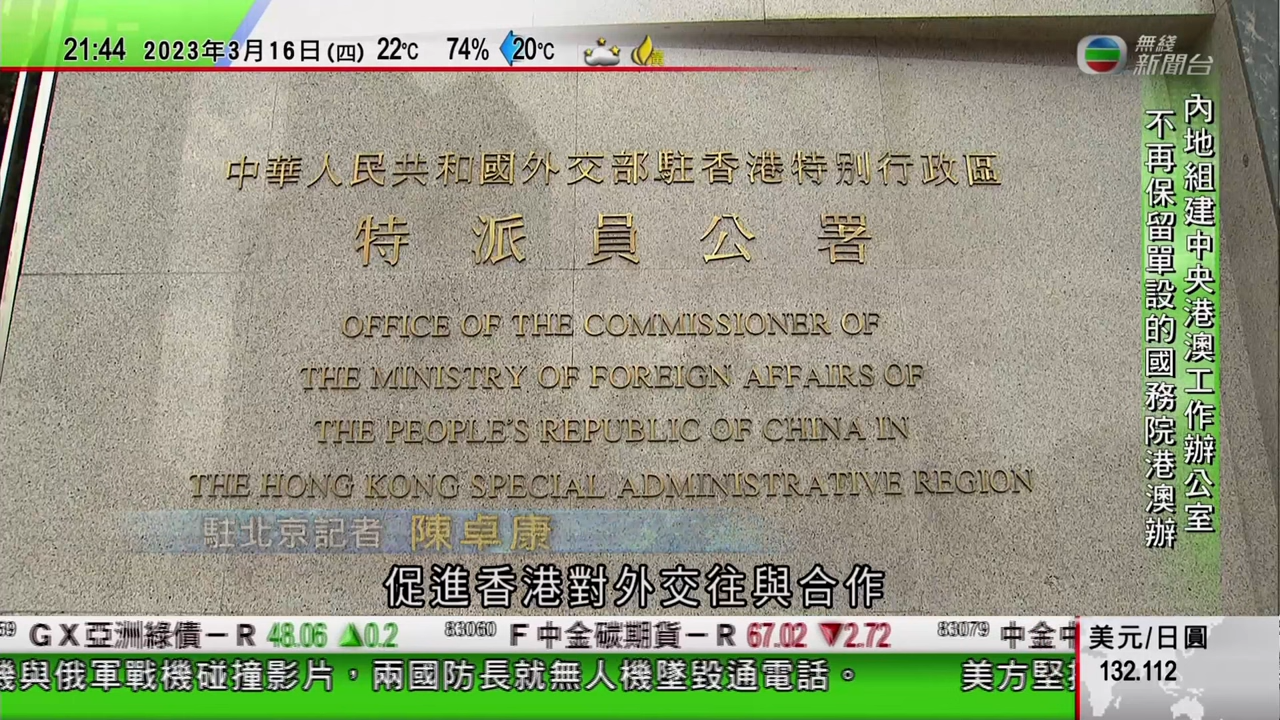 21:44 2023年3月16日(四) 22℃ 74% 20℃
無綫
新聞台
內地組建中央港澳工作辦公室
不再保留單設的國務院港澳辦
中華人民共和國外交部駐香港特別行政區
特派員公署
OFFICE OF THE COMMISSIONER OF
THE MINISTRY OF FOREIGN AFFAIRS OF
THE PEOPLE'S REPUBLIC OF CHINA IN
THE HONG KONG SPECIAL ADMINISTRATIVE REGION
駐北京記者 陳卓康
促進香港對外交往與合作
59 GX亞洲綠債-R 48.06 ▲0.2 83060 F中金碳期貨-R 67.02 ▼2.72 83079 中金中
美元/日圓
132.112
機與俄軍戰機碰撞影片，兩國防長就無人機墜毀通電話。 美方堅